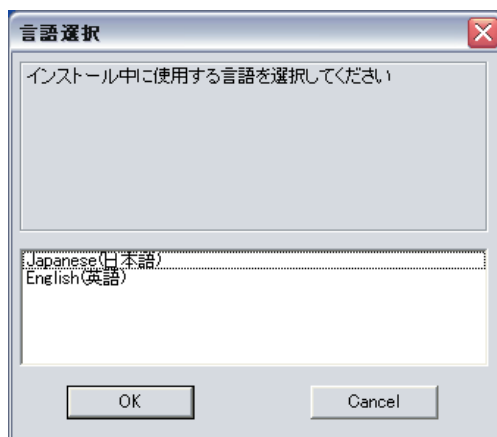 言語選択
インストール中に使用する言語を選択してください
Japanese(日本語)
English(英語)
OK
Cancel